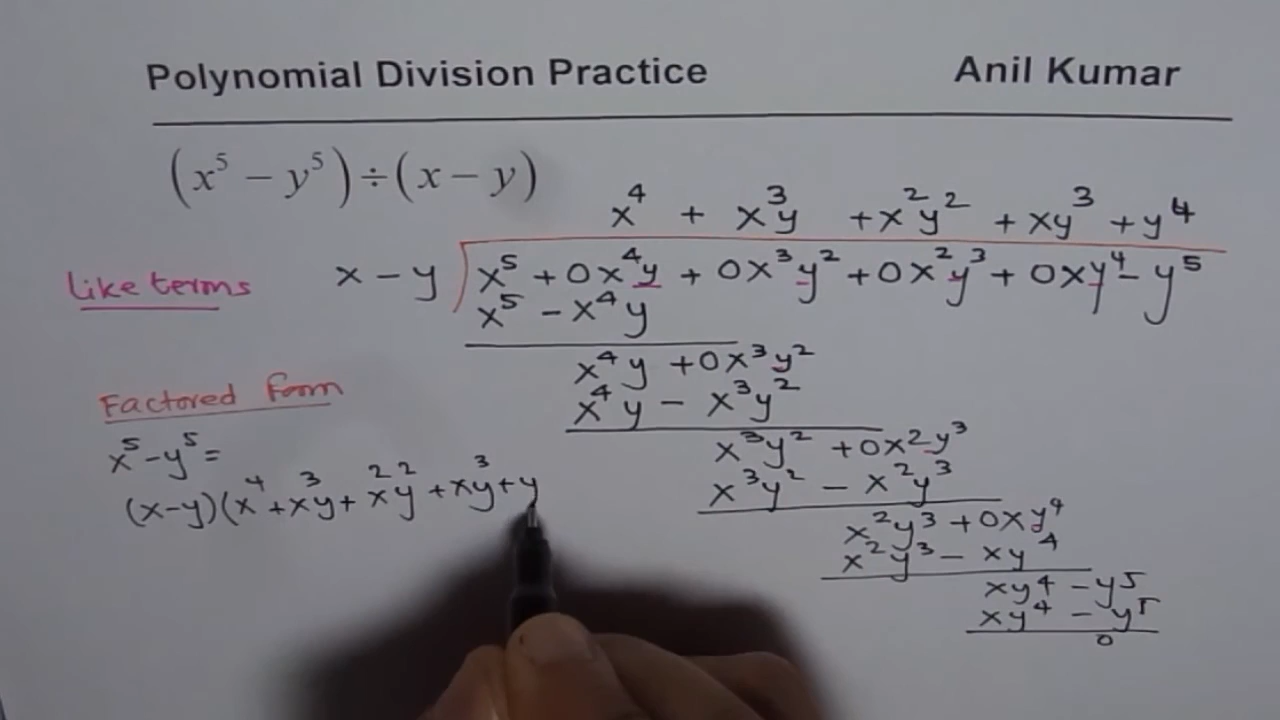 Polynomial Division Practice Anil Kumar
(x⁵ − y⁵) ÷ (x − y)
x⁴ + x³y + x²y² + xy³ + y⁴
Like terms x − y x⁵ + 0x⁴y + 0x³y² + 0x²y³ + 0xy⁴ − y⁵
x⁵ − x⁴y
x⁴y + 0x³y²
x⁴y − x³y²
Factored Form
x³y² + 0x²y³
x⁵ − y⁵ =
x³y² − x²y³
(x−y)(x⁴ + x³y + x²y² + xy³ + y
x²y³ + 0xy⁴
x²y³ − xy⁴
xy⁴ − y⁵
xy⁴ − y⁵
0